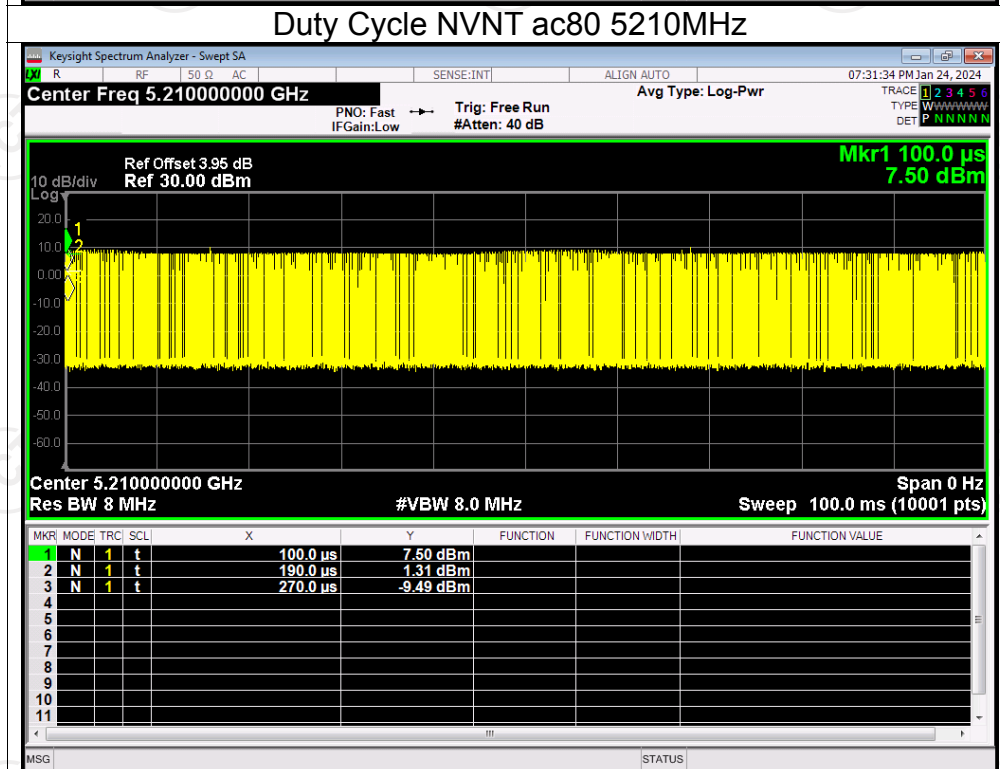 Duty Cycle NVNT ac80 5210MHz
Keysight Spectrum Analyzer - Swept SA
LXI R RF 50 Ω AC SENSE:INT ALIGN AUTO 07:31:34 PM Jan 24, 2024
Center Freq 5.210000000 GHz Avg Type: Log-Pwr TRACE 1 2 3 4 5 6
PNO: Fast Trig: Free Run TYPE WWWWWW
IFGain:Low #Atten: 40 dB DET P N N N N N
Mkr1 100.0 µs
Ref Offset 3.95 dB
10 dB/div Ref 30.00 dBm 7.50 dBm
Log
20.0
1
10.0 2
0.00
-10.0
-20.0
-30.0
-40.0
-50.0
-60.0
Center 5.210000000 GHz Span 0 Hz
Res BW 8 MHz #VBW 8.0 MHz Sweep 100.0 ms (10001 pts)
MKR MODE TRC SCL X Y FUNCTION FUNCTION WIDTH FUNCTION VALUE
1 N 1 t 100.0 µs 7.50 dBm
2 N 1 t 190.0 µs 1.31 dBm
3 N 1 t 270.0 µs -9.49 dBm
4
5
6
7
8
9
10
11
MSG STATUS